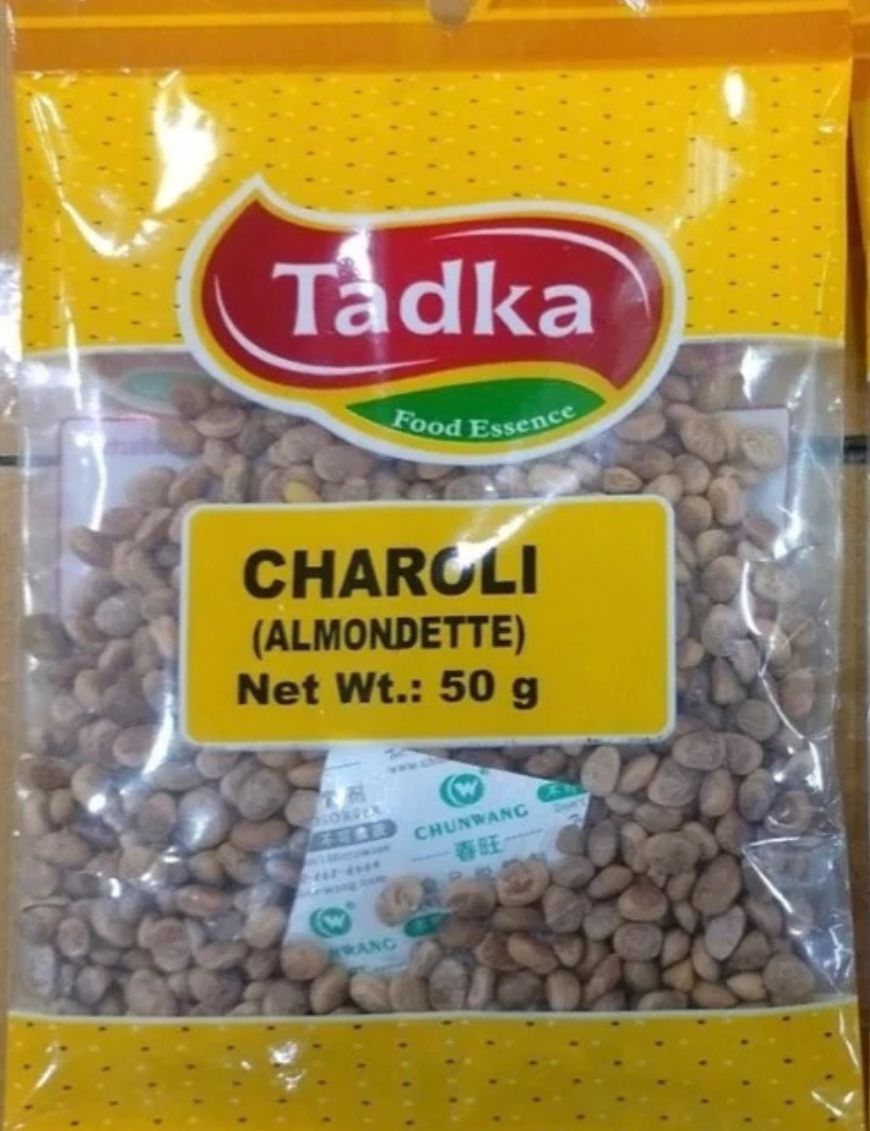 Tadka
Food Essence
CHAROLI
(ALMONDETTE)
Net Wt.: 50 g
CHUNWANG
春旺